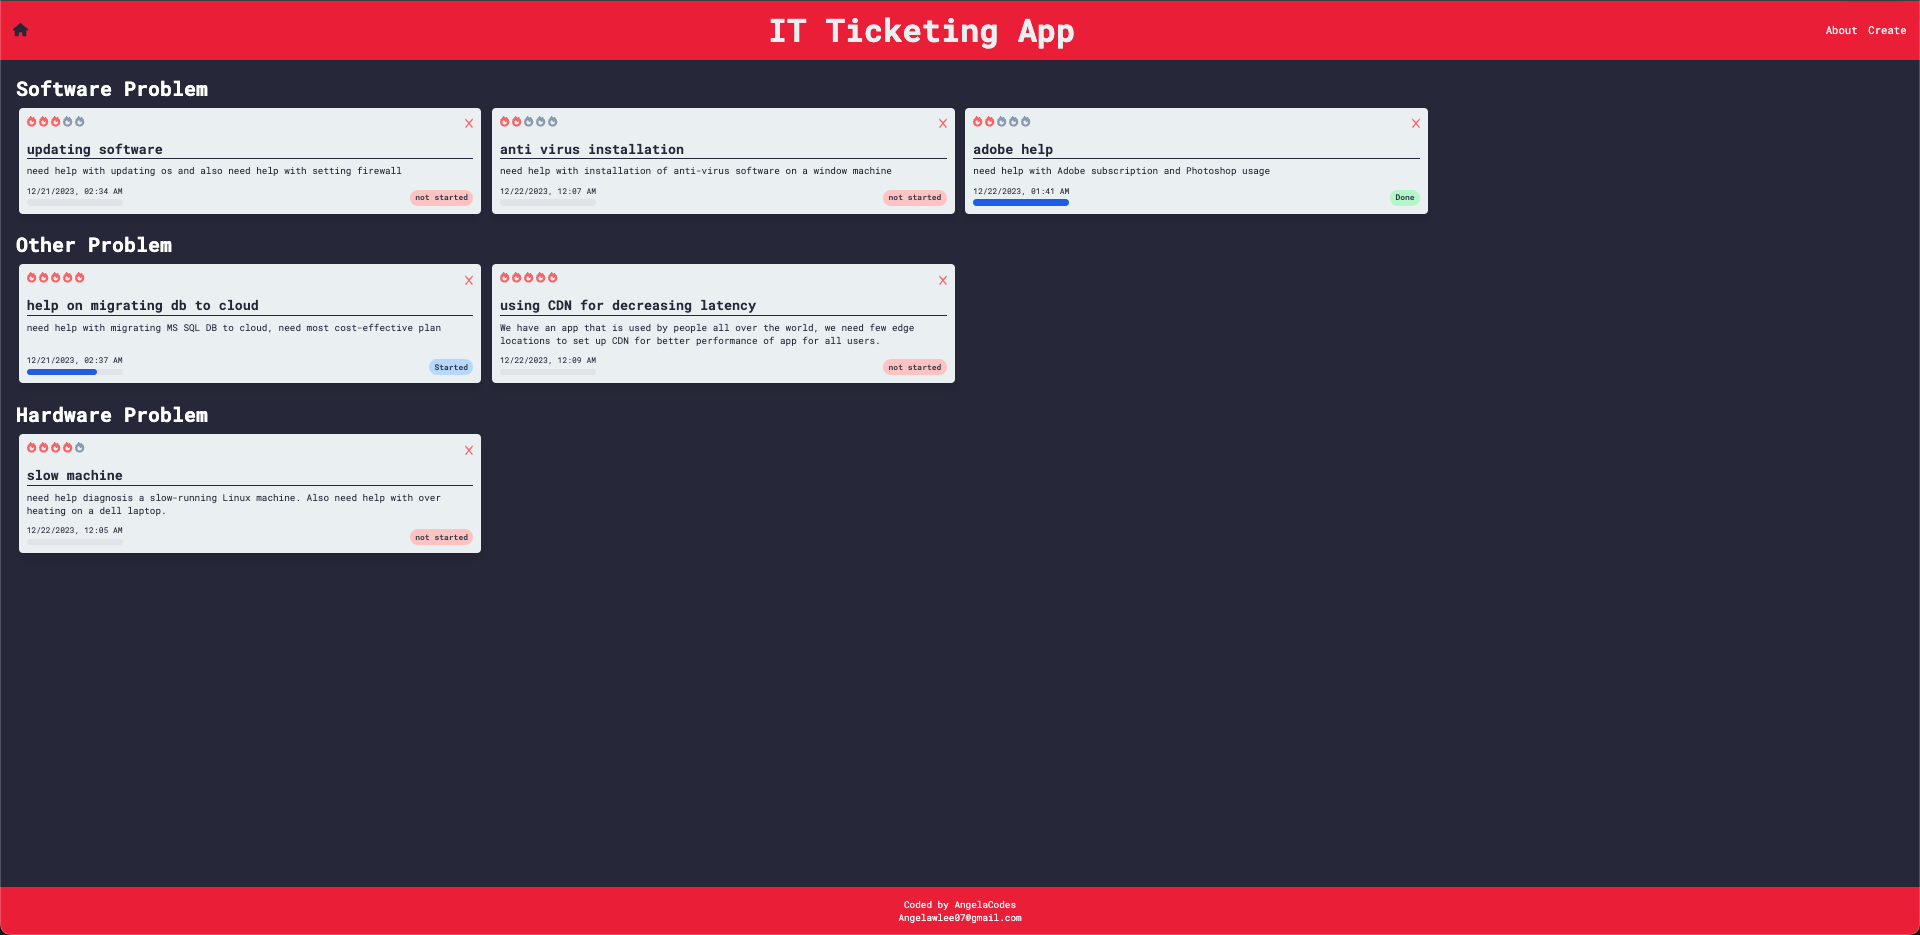 IT Ticketing App
About Create
Software Problem
updating software
need help with updating os and also need help with setting firewall
12/21/2023, 02:34 AM
not started
anti virus installation
need help with installation of anti-virus software on a window machine
12/22/2023, 12:07 AM
not started
adobe help
need help with Adobe subscription and Photoshop usage
12/22/2023, 01:41 AM
Done
Other Problem
help on migrating db to cloud
need help with migrating MS SQL DB to cloud, need most cost-effective plan
12/21/2023, 02:37 AM
Started
using CDN for decreasing latency
We have an app that is used by people all over the world, we need few edge
locations to set up CDN for better performance of app for all users.
12/22/2023, 12:09 AM
not started
Hardware Problem
slow machine
need help diagnosis a slow-running Linux machine. Also need help with over
heating on a dell laptop.
12/22/2023, 12:05 AM
not started
Coded by AngelaCodes
Angelawlee07@gmail.com